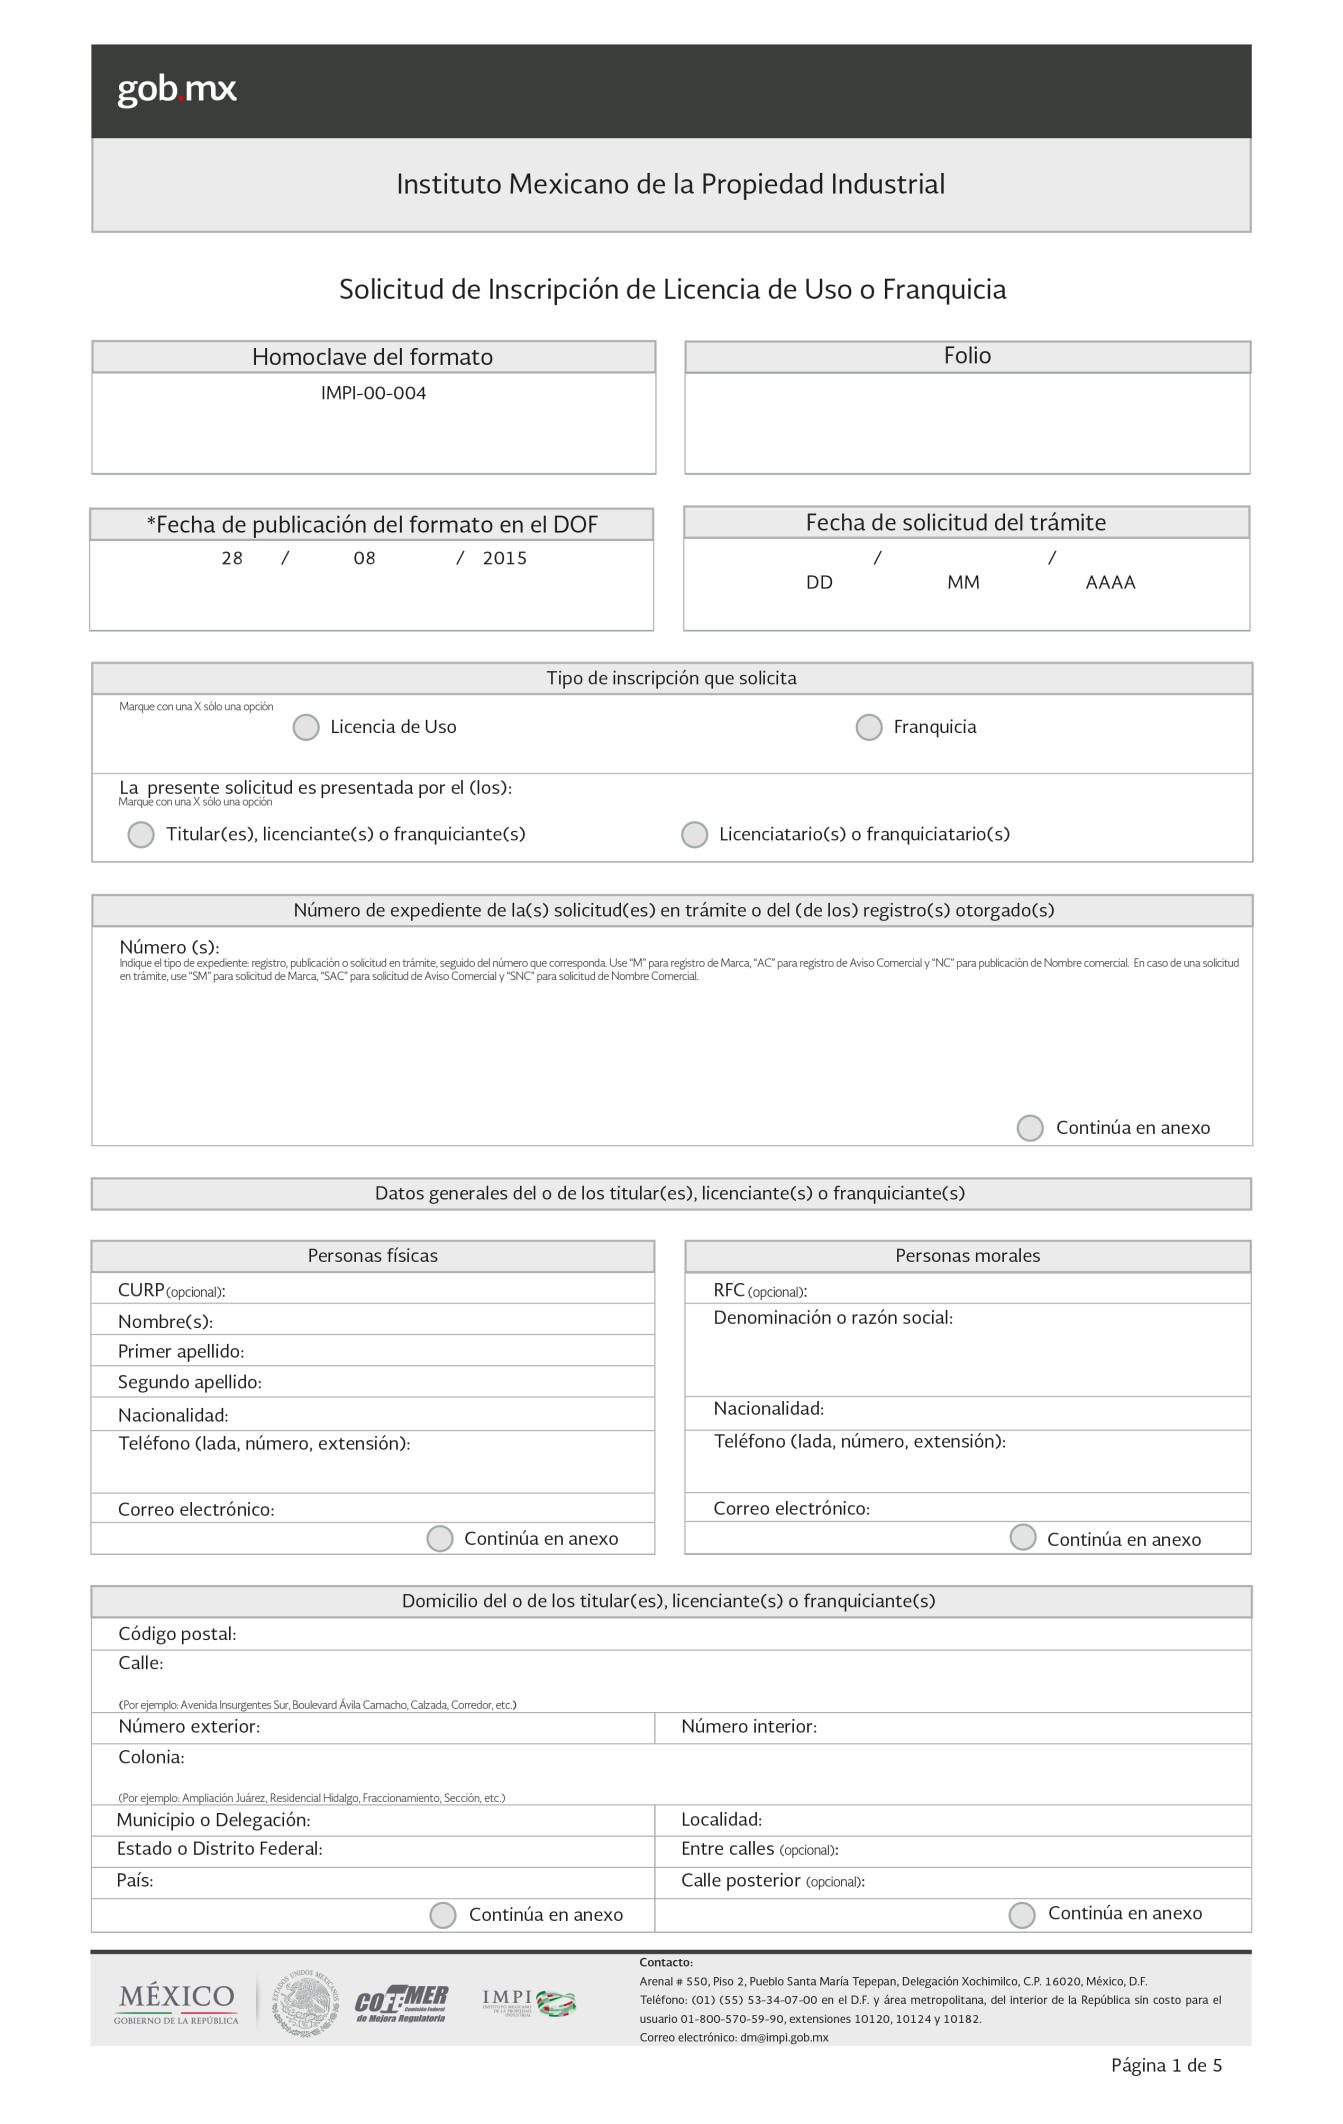 gob.mx
Instituto Mexicano de la Propiedad Industrial
Solicitud de Inscripción de Licencia de Uso o Franquicia
Homoclave del formato
IMPI-00-004
Folio
*Fecha de publicación del formato en el DOF
28 / 08 / 2015
Fecha de solicitud del trámite
/ /
DD MM AAAA
Tipo de inscripción que solicita
Marque con una X sólo una opción
Licencia de Uso
Franquicia
La presente solicitud es presentada por el (los):
Marque con una X sólo una opción
Titular(es), licenciante(s) o franquiciante(s)
Licenciatario(s) o franquiciatario(s)
Número de expediente de la(s) solicitud(es) en trámite o del (de los) registro(s) otorgado(s)
Número (s):
Indique el tipo de expediente: registro, publicación o solicitud en trámite, seguido del número que corresponda. Use "M" para registro de Marca, "AC" para registro de Aviso Comercial y "NC" para publicación de Nombre comercial. En caso de una solicitud
en trámite, use "SM" para solicitud de Marca, "SAC" para solicitud de Aviso Comercial y "SNC" para solicitud de Nombre Comercial.
Continúa en anexo
Datos generales del o de los titular(es), licenciante(s) o franquiciante(s)
Personas físicas
CURP (opcional):
Nombre(s):
Primer apellido:
Segundo apellido:
Nacionalidad:
Teléfono (lada, número, extensión):
Correo electrónico:
Continúa en anexo
Personas morales
RFC (opcional):
Denominación o razón social:
Nacionalidad:
Teléfono (lada, número, extensión):
Correo electrónico:
Continúa en anexo
Domicilio del o de los titular(es), licenciante(s) o franquiciante(s)
Código postal:
Calle:
(Por ejemplo: Avenida Insurgentes Sur, Boulevard Ávila Camacho, Calzada, Corredor, etc.)
Número exterior:
Número interior:
Colonia:
(Por ejemplo: Ampliación Juárez, Residencial Hidalgo, Fraccionamiento, Sección, etc.)
Municipio o Delegación:
Localidad:
Estado o Distrito Federal:
Entre calles (opcional):
País:
Calle posterior (opcional):
Continúa en anexo
Continúa en anexo
MÉXICO
GOBIERNO DE LA REPÚBLICA
ESTADOS UNIDOS MEXICANOS
COFEMER
Comisión Federal
de Mejora Regulatoria
IMPI
INSTITUTO MEXICANO
DE LA PROPIEDAD
INDUSTRIAL
Contacto:
Arenal # 550, Piso 2, Pueblo Santa María Tepepan, Delegación Xochimilco, C.P. 16020, México, D.F.
Teléfono: (01) (55) 53-34-07-00 en el D.F. y área metropolitana, del interior de la República sin costo para el
usuario 01-800-570-59-90, extensiones 10120, 10124 y 10182.
Correo electrónico: dm@impi.gob.mx
Página 1 de 5